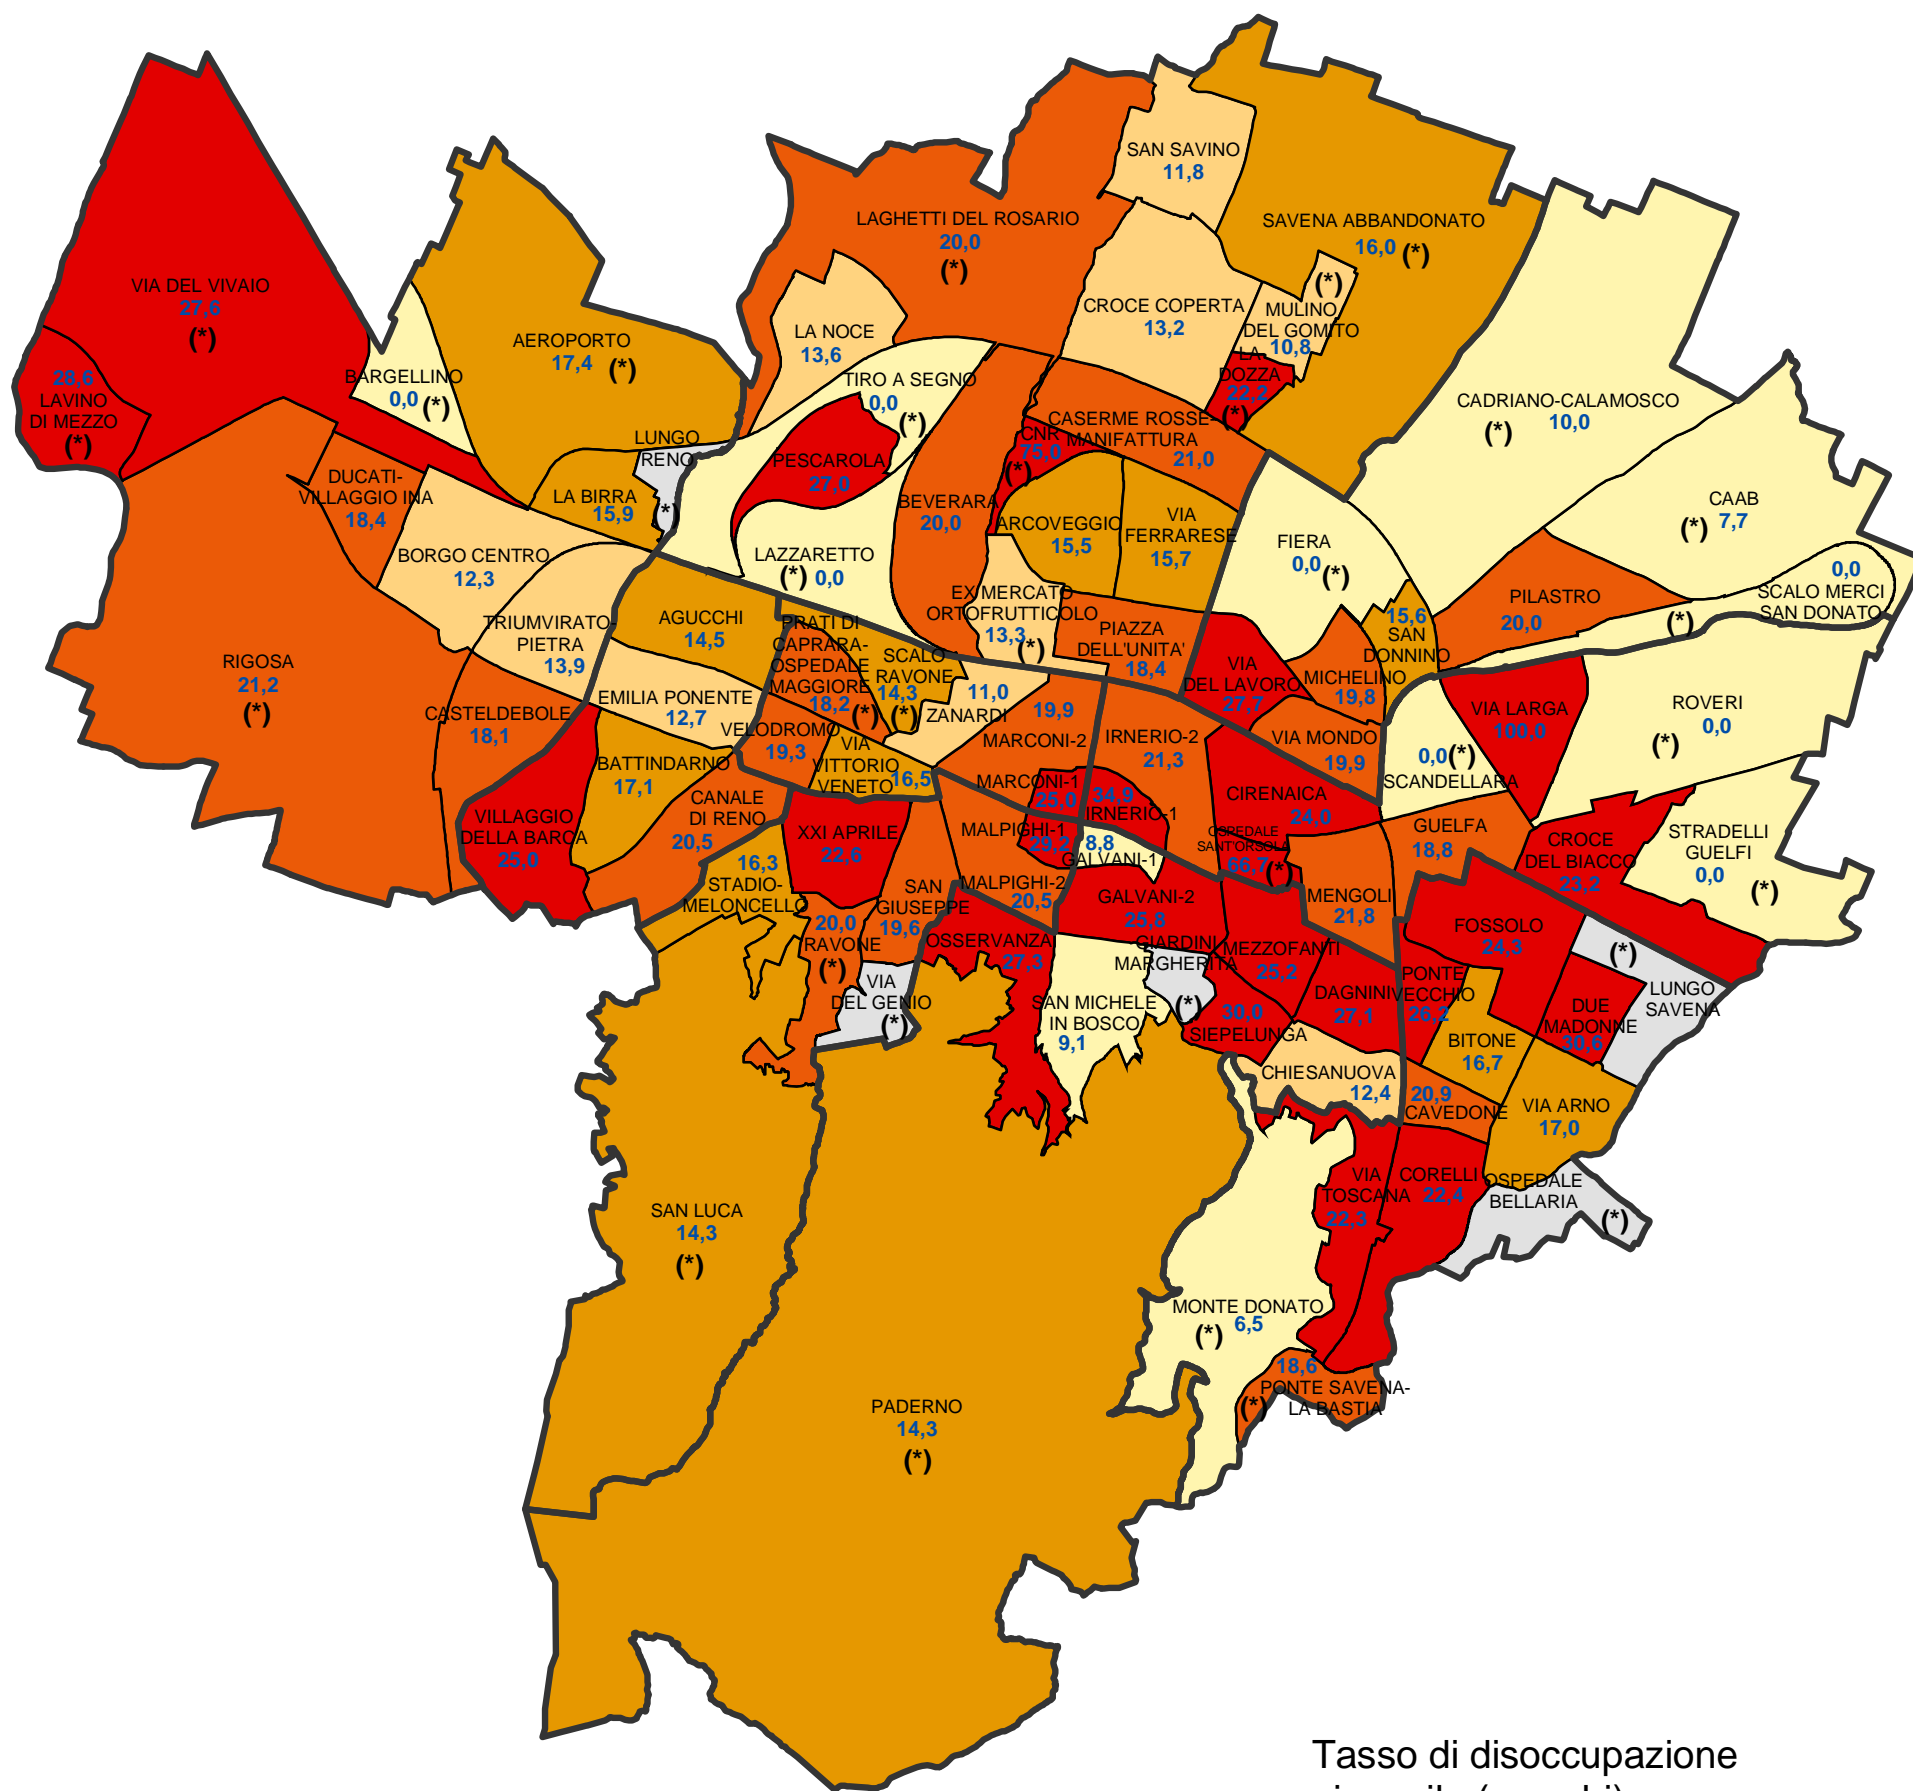 SAN SAVINO
11,8
LAGHETTI DEL ROSARIO
20,0
(*)
SAVENA ABBANDONATO
16,0 (*)
VIA DEL VIVAIO
27,6
(*)
CROCE COPERTA
13,2
(*)
MULINO
DEL GOMITO
10,8
LA NOCE
13,6
AEROPORTO
17,4 (*)
28,6
LAVINO
DI MEZZO
(*)
BARGELLINO
0,0 (*)
TIRO A SEGNO
0,0
(*)
LA
DOZZA
22,2
(*)
CADRIANO-CALAMOSCO
(*) 10,0
CASERME ROSSE-
MANIFATTURA
21,0
CNR
75,0
(*)
LUNGO
RENO
(*)
PESCAROLA
27,0
DUCATI-
VILLAGGIO INA
18,4
LA BIRRA
15,9
BEVERARA
20,0
ARCOVEGGIO
15,5
VIA
FERRARESE
15,7
CAAB
(*) 7,7
FIERA
0,0 (*)
LAZZARETTO
(*) 0,0
BORGO CENTRO
12,3
0,0
SCALO MERCI
SAN DONATO
(*)
PILASTRO
20,0
EX MERCATO
ORTOFRUTTICOLO
13,3
(*)
15,6
SAN
DONNINO
TRIUMVIRATO-
PIETRA
13,9
AGUCCHI
14,5
PRATI DI
CAPRARA-
OSPEDALE
MAGGIORE
18,2
(*)
SCALO
RAVONE
14,3
(*)
PIAZZA
DELL'UNITA'
18,4
RIGOSA
21,2
(*)
VIA
DEL LAVORO
27,7
MICHELINO
19,8
EMILIA PONENTE
12,7
11,0
ZANARDI
19,9
MARCONI-2
ROVERI
0,0
(*)
VIA LARGA
100,0
CASTELDEBOLE
18,1
VELODROMO
19,3
VIA
VITTORIO
VENETO
16,5
IRNERIO-2
21,3
VIA MONDO
19,9
0,0 (*)
SCANDELLARA
BATTINDARNO
17,1
MARCONI-1
25,0
34,9
IRNERIO-1
CIRENAICA
24,0
CANALE
DI RENO
20,5
VILLAGGIO
DELLA BARCA
25,0
XXI APRILE
22,6
MALPIGHI-1
29,2
8,8
GALVANI-1
OSPEDALE
SANT'ORSOLA
66,7
(*)
GUELFA
18,8
CROCE
DEL BIACCO
23,2
STRADELLI
GUELFI
0,0
(*)
16,3
STADIO-
MELONCELLO
SAN
GIUSEPPE
19,6
MALPIGHI-2
20,5
GALVANI-2
25,8
MENGOLI
21,8
20,0
RAVONE
(*)
OSSERVANZA
27,3
GIARDINI
MARGHERITA
(*)
MEZZOFANTI
25,2
FOSSOLO
24,3
(*)
LUNGO
SAVENA
VIA
DEL GENIO
(*)
SAN MICHELE
IN BOSCO
9,1
30,0
SIEPELUNGA
DAGNINI
27,1
PONTE
VECCHIO
26,2
DUE
MADONNE
30,6
BITONE
16,7
CHIESANUOVA
12,4
20,9
CAVEDONE
VIA ARNO
17,0
VIA
TOSCANA
22,3
CORELLI
22,4
OSPEDALE
BELLARIA
(*)
SAN LUCA
14,3
(*)
MONTE DONATO
(*) 6,5
18,6
PONTE SAVENA-
LA BASTIA
(*)
PADERNO
14,3
(*)
Tasso di disoccupazione